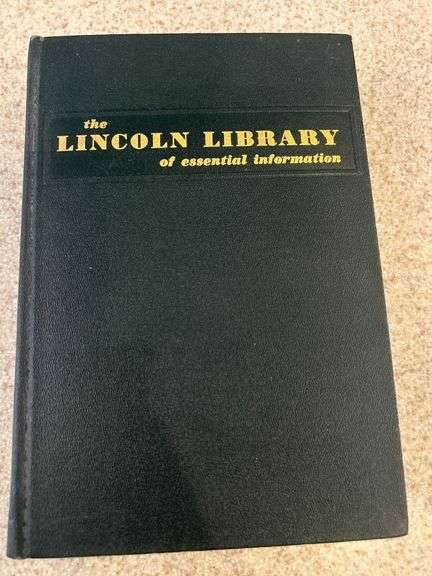 the
LINCOLN LIBRARY
of essential information